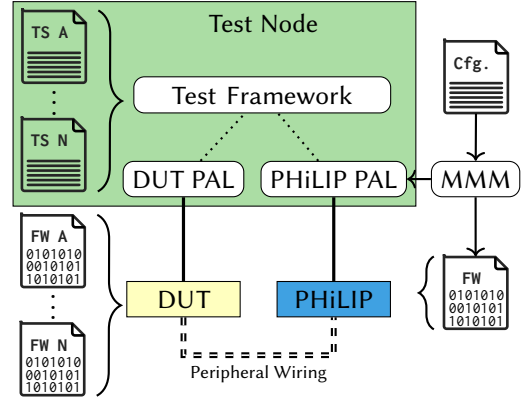 Test Node
TS A
TS N
Test Framework
DUT PAL
PHiLIP PAL
Cfg.
MMM
FW A
0101010
0010101
1010101
FW N
0101010
0010101
1010101
DUT
PHiLIP
FW
0101010
0010101
1010101
Peripheral Wiring